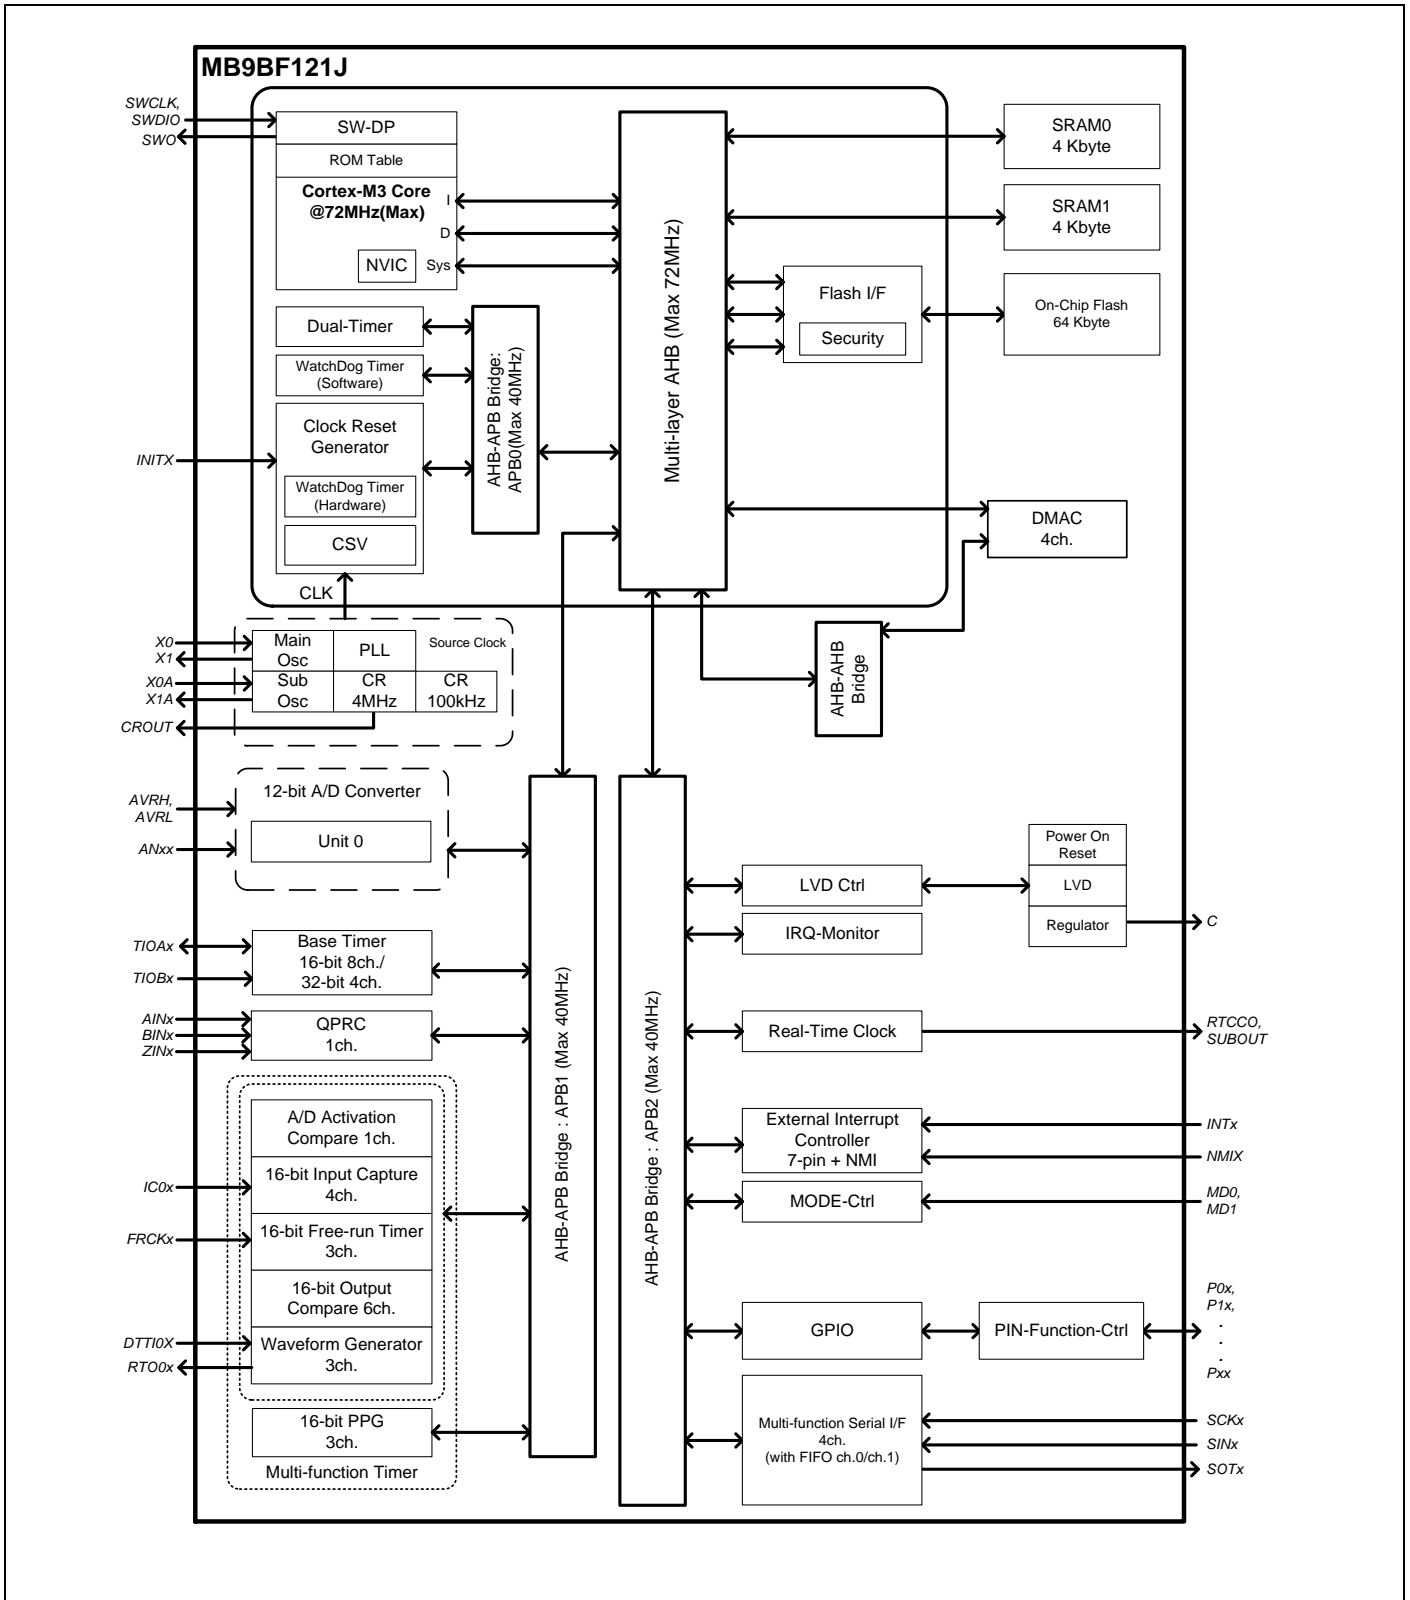 MB9BF121J
SWCLK,
SWDIO
SWO
SW-DP
ROM Table
Cortex-M3 Core
@72MHz(Max)
I
D
NVIC
Sys
Multi-layer AHB (Max 72MHz)
SRAM0
4 Kbyte
SRAM1
4 Kbyte
Flash I/F
Security
On-Chip Flash
64 Kbyte
Dual-Timer
WatchDog Timer
(Software)
AHB-APB Bridge:
APB0(Max 40MHz)
INITX
Clock Reset
Generator
WatchDog Timer
(Hardware)
CSV
CLK
DMAC
4ch.
AHB-AHB
Bridge
X0
X1
X0A
X1A
CROUT
Main
Osc
PLL
Source Clock
Sub
Osc
CR
4MHz
CR
100kHz
AVRH,
AVRL
ANxx
12-bit A/D Converter
Unit 0
AHB-APB Bridge : APB1 (Max 40MHz)
AHB-APB Bridge : APB2 (Max 40MHz)
LVD Ctrl
Power On
Reset
LVD
Regulator
C
IRQ-Monitor
TIOAx
TIOBx
Base Timer
16-bit 8ch./
32-bit 4ch.
AINx
BINx
ZINx
QPRC
1ch.
Real-Time Clock
RTCCO,
SUBOUT
A/D Activation
Compare 1ch.
IC0x
16-bit Input Capture
4ch.
FRCKx
16-bit Free-run Timer
3ch.
16-bit Output
Compare 6ch.
DTTI0X
RTO0x
Waveform Generator
3ch.
16-bit PPG
3ch.
Multi-function Timer
External Interrupt
Controller
7-pin + NMI
INTx
NMIX
MODE-Ctrl
MD0,
MD1
GPIO
PIN-Function-Ctrl
P0x,
P1x,
.
.
.
Pxx
Multi-function Serial I/F
4ch.
(with FIFO ch.0/ch.1)
SCKx
SINx
SOTx